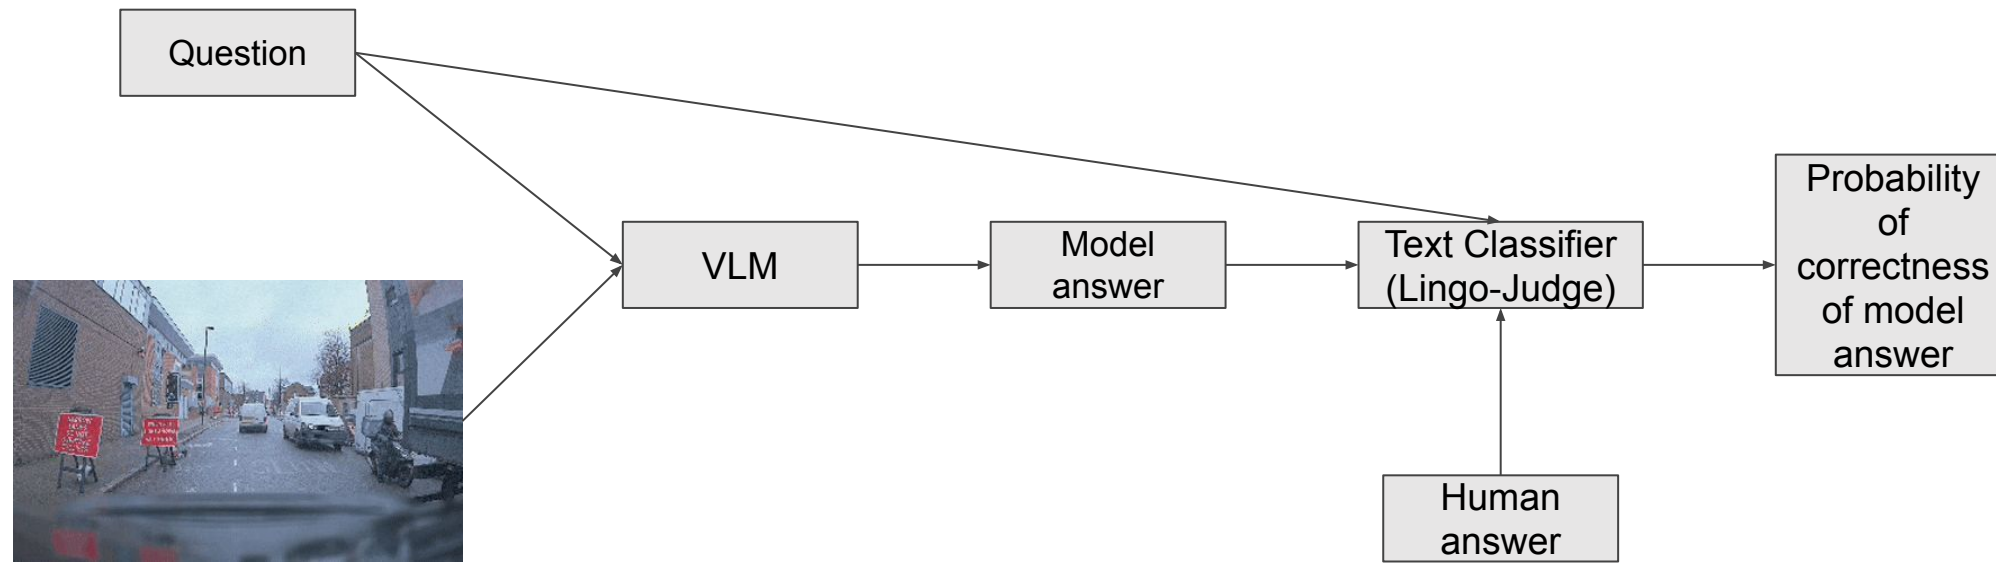 Question
VLM
Model
answer
Text Classifier
(Lingo-Judge)
Probability
of
correctness
of model
answer
Human
answer